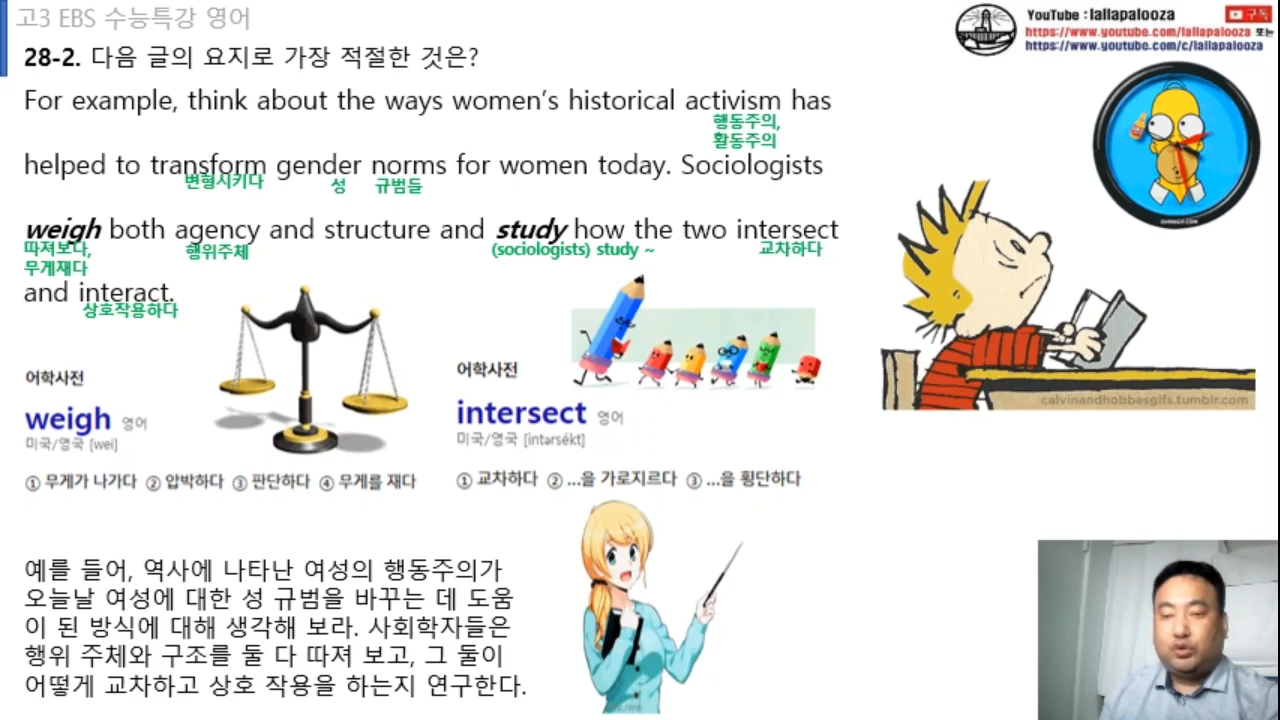 고3 EBS 수능특강 영어
YouTube : lallapalooza
구독
https://www.youtube.com/lallapalooza 또는
https://www.youtube.com/c/lallapalooza
28-2. 다음 글의 요지로 가장 적절한 것은?
For example, think about the ways women's historical activism has
행동주의,
활동주의
helped to transform gender norms for women today. Sociologists
변형시키다 성 규범들
weigh both agency and structure and study how the two intersect
따져보다, 행위주체 (sociologists) study ~ 교차하다
무게재다
and interact.
상호작용하다
어학사전
weigh 영어
미국/영국 [wei]
① 무게가 나가다 ② 압박하다 ③ 판단하다 ④ 무게를 재다
어학사전
intersect 영어
미국/영국 [ìntərsékt]
① 교차하다 ② ...을 가로지르다 ③ ...을 횡단하다
calvinandhobbesgifs.tumblr.com
예를 들어, 역사에 나타난 여성의 행동주의가
오늘날 여성에 대한 성 규범을 바꾸는 데 도움
이 된 방식에 대해 생각해 보라. 사회학자들은
행위 주체와 구조를 둘 다 따져 보고, 그 둘이
어떻게 교차하고 상호 작용을 하는지 연구한다.